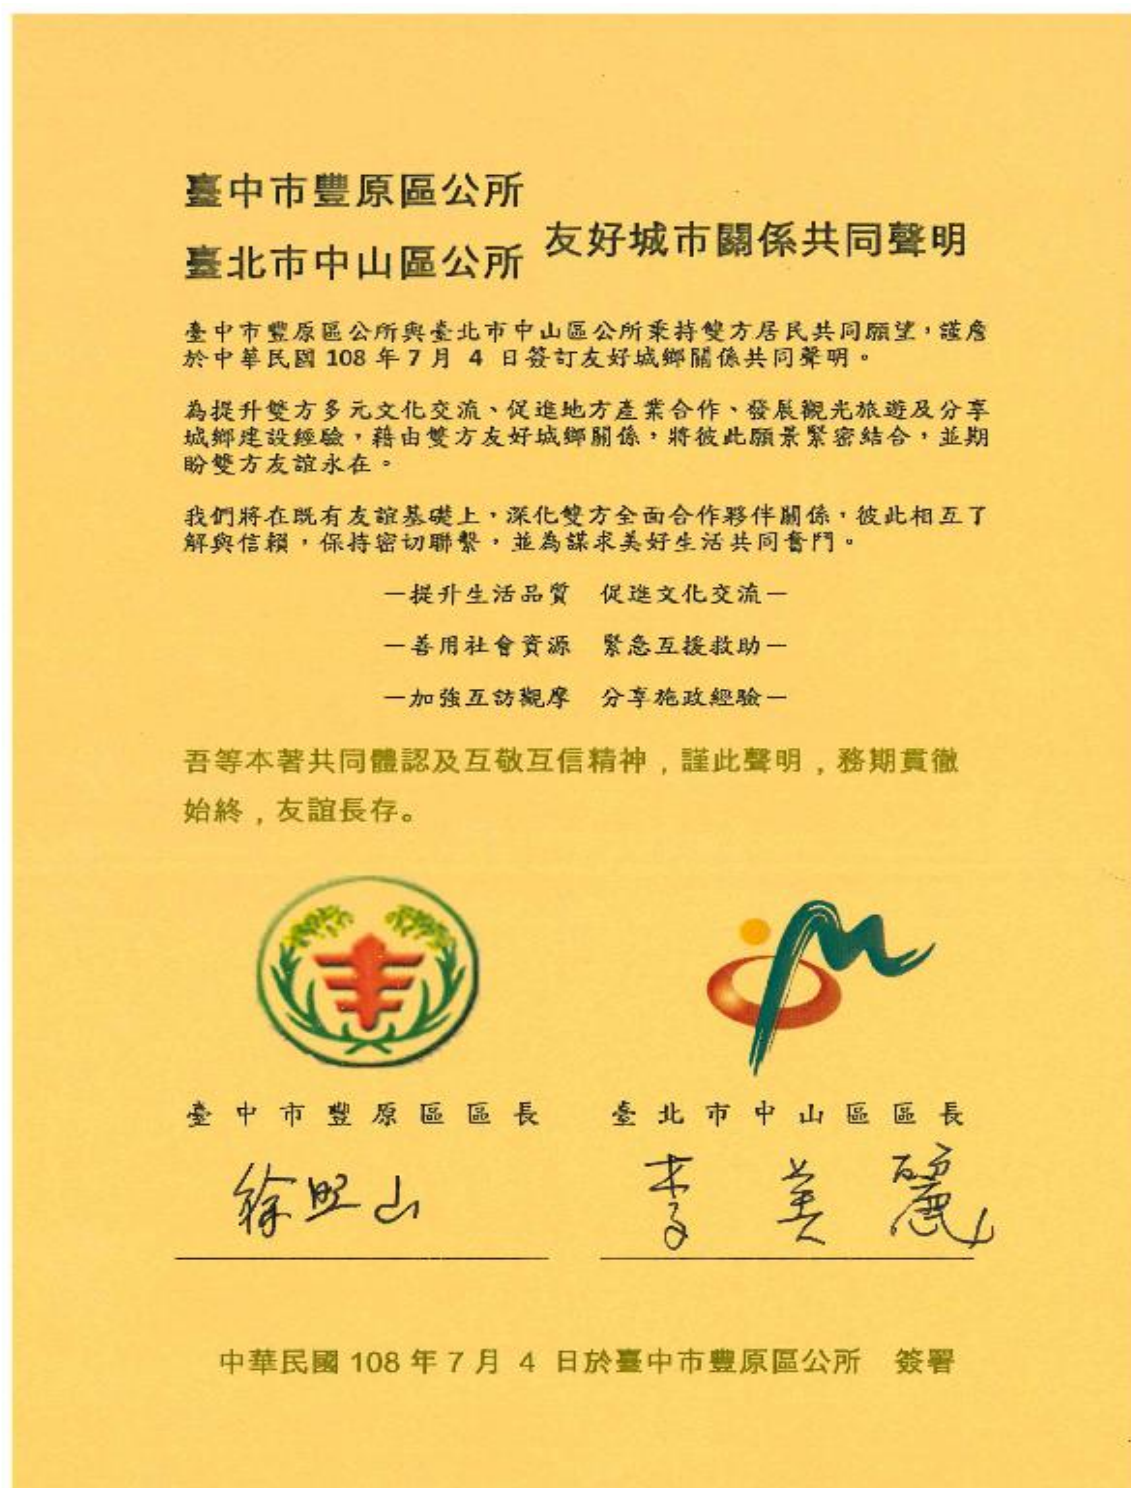 臺中市豐原區公所
臺北市中山區公所
友好城市關係共同聲明
臺中市豐原區公所與臺北市中山區公所秉持雙方居民共同願望，謹詹
於中華民國 108 年 7 月 4 日簽訂友好城鄉關係共同聲明。
為提升雙方多元文化交流、促進地方產業合作、發展觀光旅遊及分享
城鄉建設經驗，藉由雙方友好城鄉關係，將彼此願景緊密結合，並期
盼雙方友誼永在。
我們將在既有友誼基礎上，深化雙方全面合作夥伴關係，彼此相互了
解與信賴，保持密切聯繫，並為謀求美好生活共同奮鬥。
—提升生活品質 促進文化交流—
—善用社會資源 緊急互援救助—
—加強互訪觀摩 分享施政經驗—
吾等本著共同體認及互敬互信精神，謹此聲明，務期貫徹
始終，友誼長存。
臺中市豐原區區長
臺北市中山區區長
徐照山
李美麗
中華民國 108 年 7 月 4 日於臺中市豐原區公所 簽署